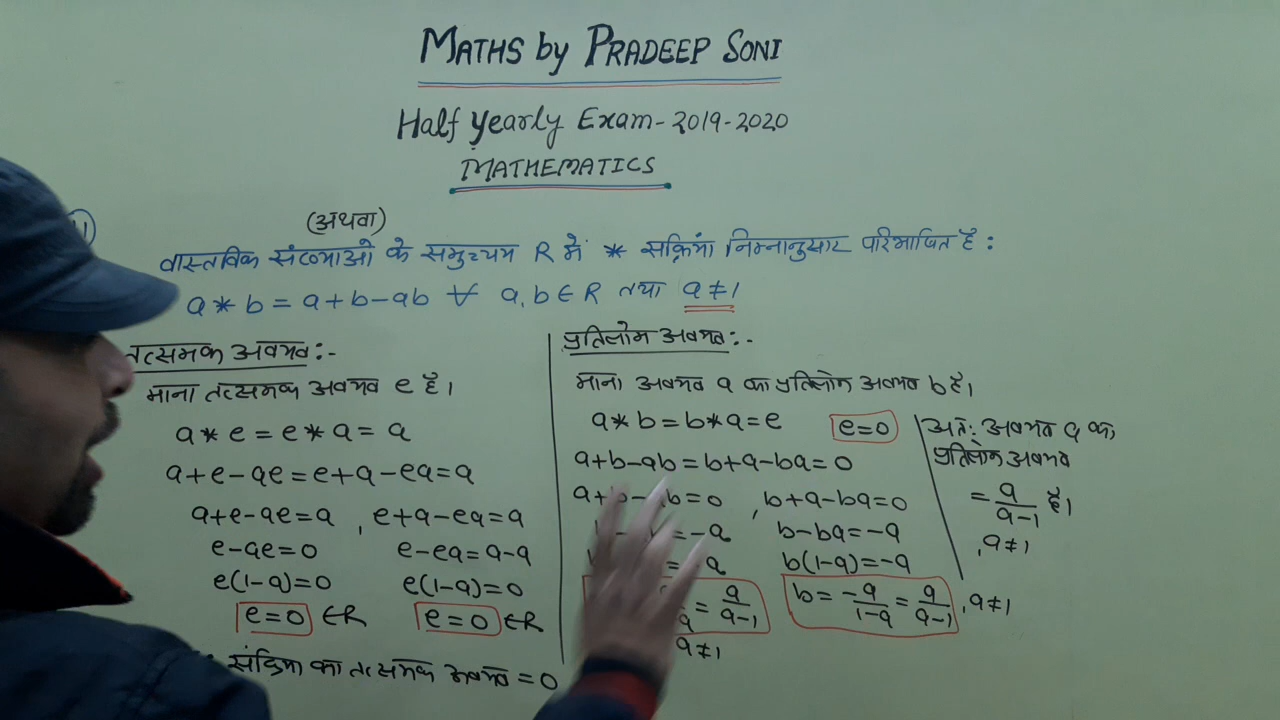 MATHS by PRADEEP SONI
Half Yearly Exam-2019-2020
MATHEMATICS
(अथवा)
वास्तविक संख्याओ के समुच्चय R में * सक्रिया निम्नानुसार परिभाषित है:
a * b = a+b-ab ∀ a,b∈R तथा a≠1
तत्समक अवयव:-
माना तत्समक अवयव e है।
a * e = e * a = a
a+e-ae = e+a-ea = a
a+e-ae=a , e+a-ea=a
e-ae=0 e-ea=a-a
e(1-a)=0 e(1-a)=0
e=0 ∈R e=0 ∈R
संक्रिया का तत्समक अवयव = 0
प्रतिलोम अवयव:-
माना अवयव a का प्रतिलोम अवयव b है।
a * b = b * a = e e=0
a+b-ab = b+a-ba = 0
b=0 , b+a-ba=0
=-a b-ba=-a
b(1-a)=-a
= a/a-1 b = -a/1-a = a/a-1 , a≠1
a≠1
अत: अवयव a का
प्रतिलोम अवयव
= a/a-1 है।
, a≠1